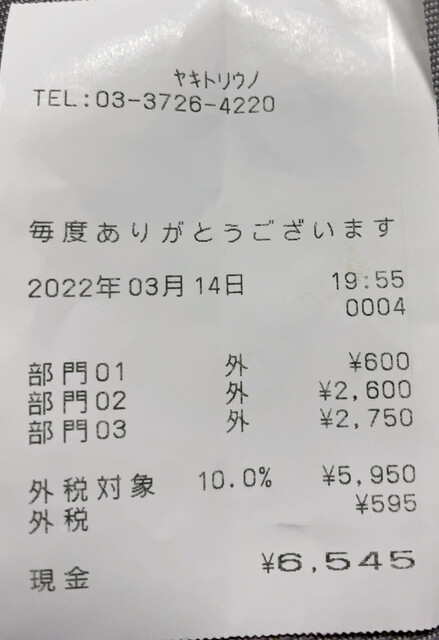 ヤキトリウノ
TEL:03-3726-4220
毎度ありがとうございます
2022年03月14日 19:55
0004
部門01 外 ¥600
部門02 外 ¥2,600
部門03 外 ¥2,750
外税対象 10.0% ¥5,950
外税 ¥595
現金 ¥6,545